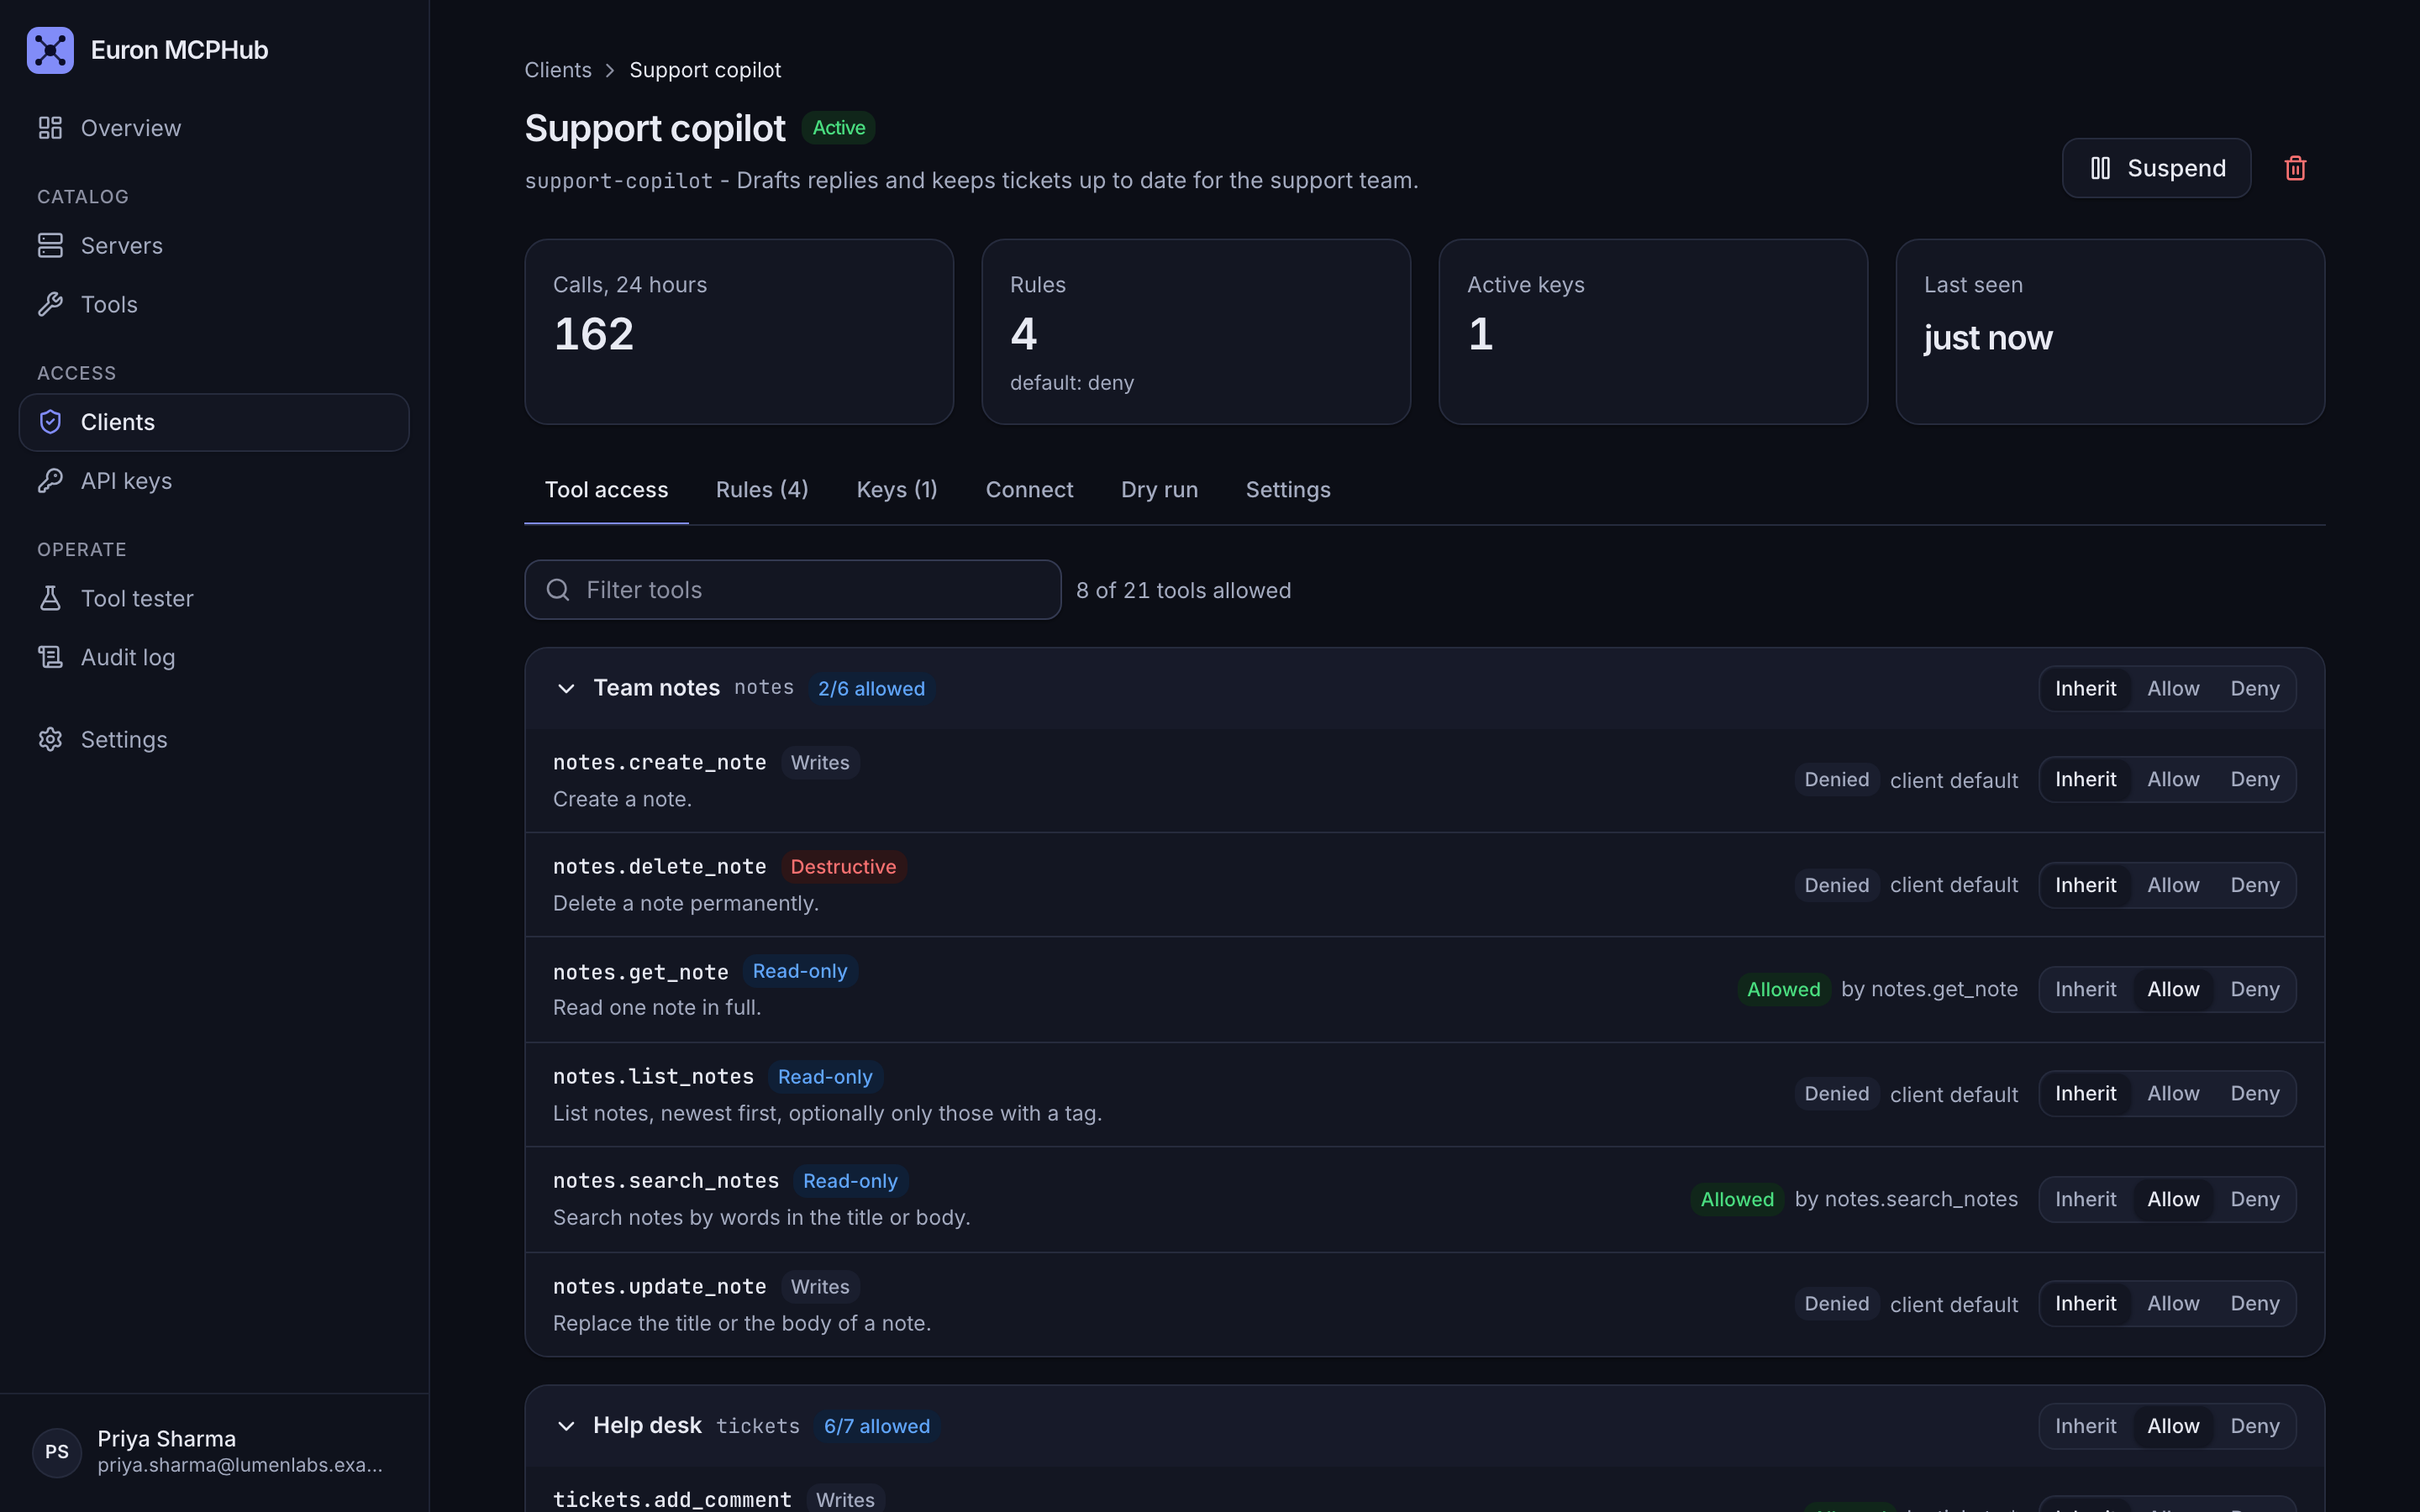 Euron MCPHub
Overview
CATALOG
Servers
Tools
ACCESS
Clients
API keys
OPERATE
Tool tester
Audit log
Settings
PS
Priya Sharma
priya.sharma@lumenlabs.exa...
Clients > Support copilot
Support copilot Active
support-copilot - Drafts replies and keeps tickets up to date for the support team.
Suspend
Calls, 24 hours
162
Rules
4
default: deny
Active keys
1
Last seen
just now
Tool access Rules (4) Keys (1) Connect Dry run Settings
Filter tools 8 of 21 tools allowed
Team notes notes 2/6 allowed Inherit Allow Deny
notes.create_note Writes
Create a note.
Denied client default Inherit Allow Deny
notes.delete_note Destructive
Delete a note permanently.
Denied client default Inherit Allow Deny
notes.get_note Read-only
Read one note in full.
Allowed by notes.get_note Inherit Allow Deny
notes.list_notes Read-only
List notes, newest first, optionally only those with a tag.
Denied client default Inherit Allow Deny
notes.search_notes Read-only
Search notes by words in the title or body.
Allowed by notes.search_notes Inherit Allow Deny
notes.update_note Writes
Replace the title or the body of a note.
Denied client default Inherit Allow Deny
Help desk tickets 6/7 allowed Inherit Allow Deny
tickets.add_comment Writes